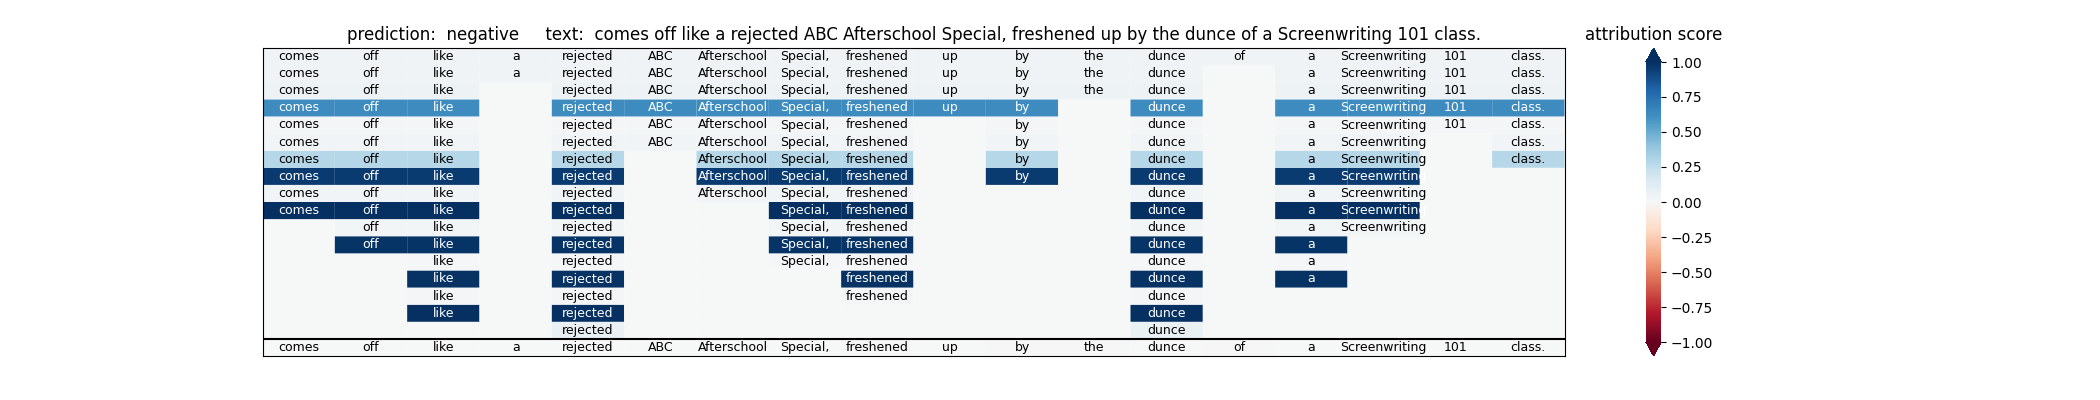 prediction: negative text: comes off like a rejected ABC Afterschool Special, freshened up by the dunce of a Screenwriting 101 class.
comes off like a rejected ABC Afterschool Special, freshened up by the dunce of a Screenwriting 101 class.
comes off like a rejected ABC Afterschool Special, freshened up by the dunce a Screenwriting 101 class.
comes off like rejected ABC Afterschool Special, freshened up by the dunce a Screenwriting 101 class.
comes off like rejected ABC Afterschool Special, freshened up by dunce a Screenwriting 101 class.
comes off like rejected ABC Afterschool Special, freshened by dunce a Screenwriting 101 class.
comes off like rejected ABC Afterschool Special, freshened by dunce a Screenwriting class.
comes off like rejected Afterschool Special, freshened by dunce a Screenwriting class.
comes off like rejected Afterschool Special, freshened by dunce a Screenwriting
comes off like rejected Afterschool Special, freshened dunce a Screenwriting
comes off like rejected Special, freshened dunce a Screenwriting
off like rejected Special, freshened dunce a Screenwriting
off like rejected Special, freshened dunce a
like rejected Special, freshened dunce a
like rejected freshened dunce a
like rejected freshened dunce
like rejected dunce
rejected dunce
comes off like a rejected ABC Afterschool Special, freshened up by the dunce of a Screenwriting 101 class.
attribution score
1.00
0.75
0.50
0.25
0.00
−0.25
−0.50
−0.75
−1.00